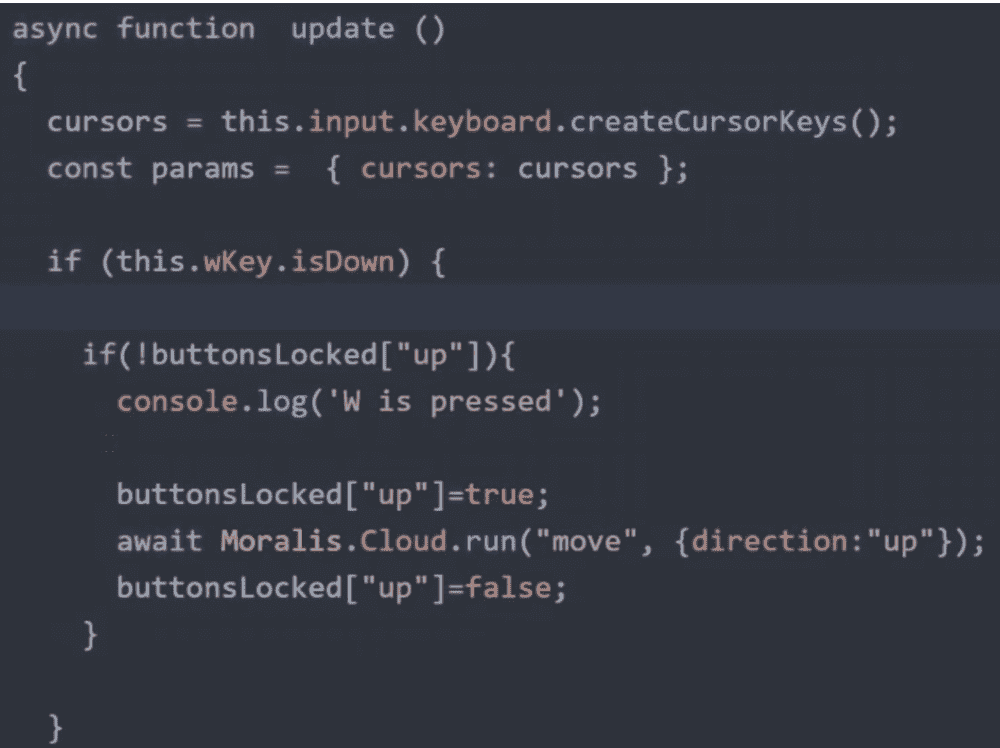 async function  update ()
{
  cursors = this.input.keyboard.createCursorKeys();
  const params =  { cursors: cursors };
  if (this.wKey.isDown) {
    if(!buttonsLocked["up"]){
      console.log('W is pressed');
      buttonsLocked["up"]=true;
      await Moralis.Cloud.run("move", {direction:"up"});
      buttonsLocked["up"]=false;
    }
  }